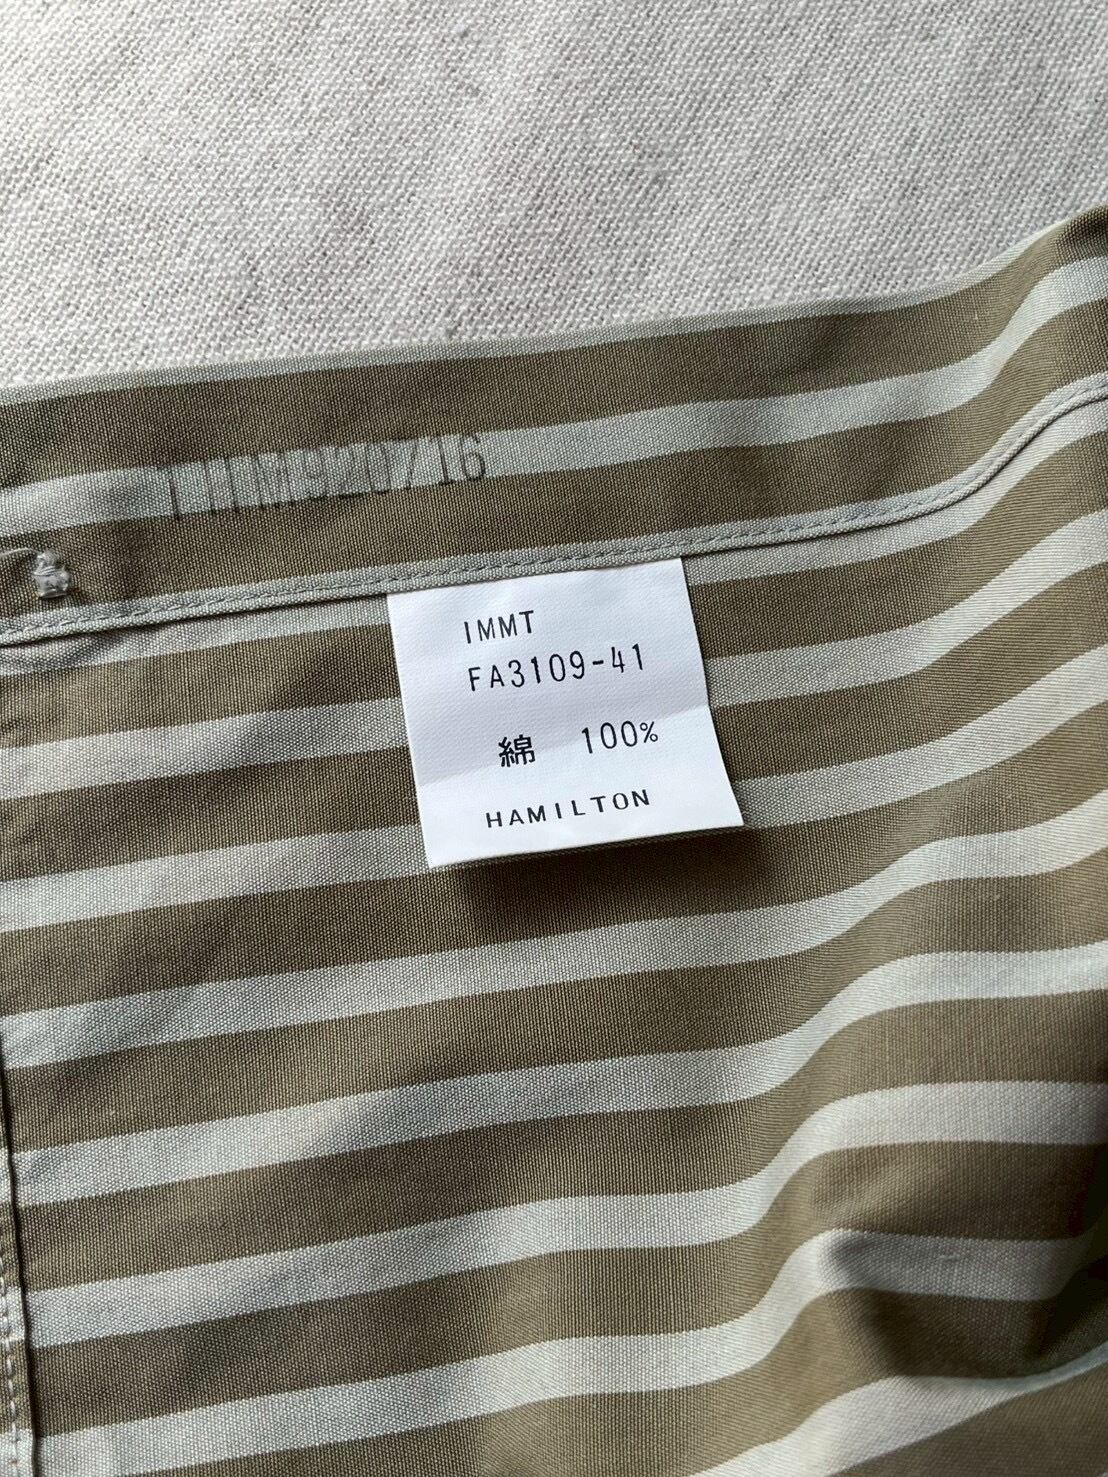 IMMT
FA3109-41
綿 100%
HAMILTON